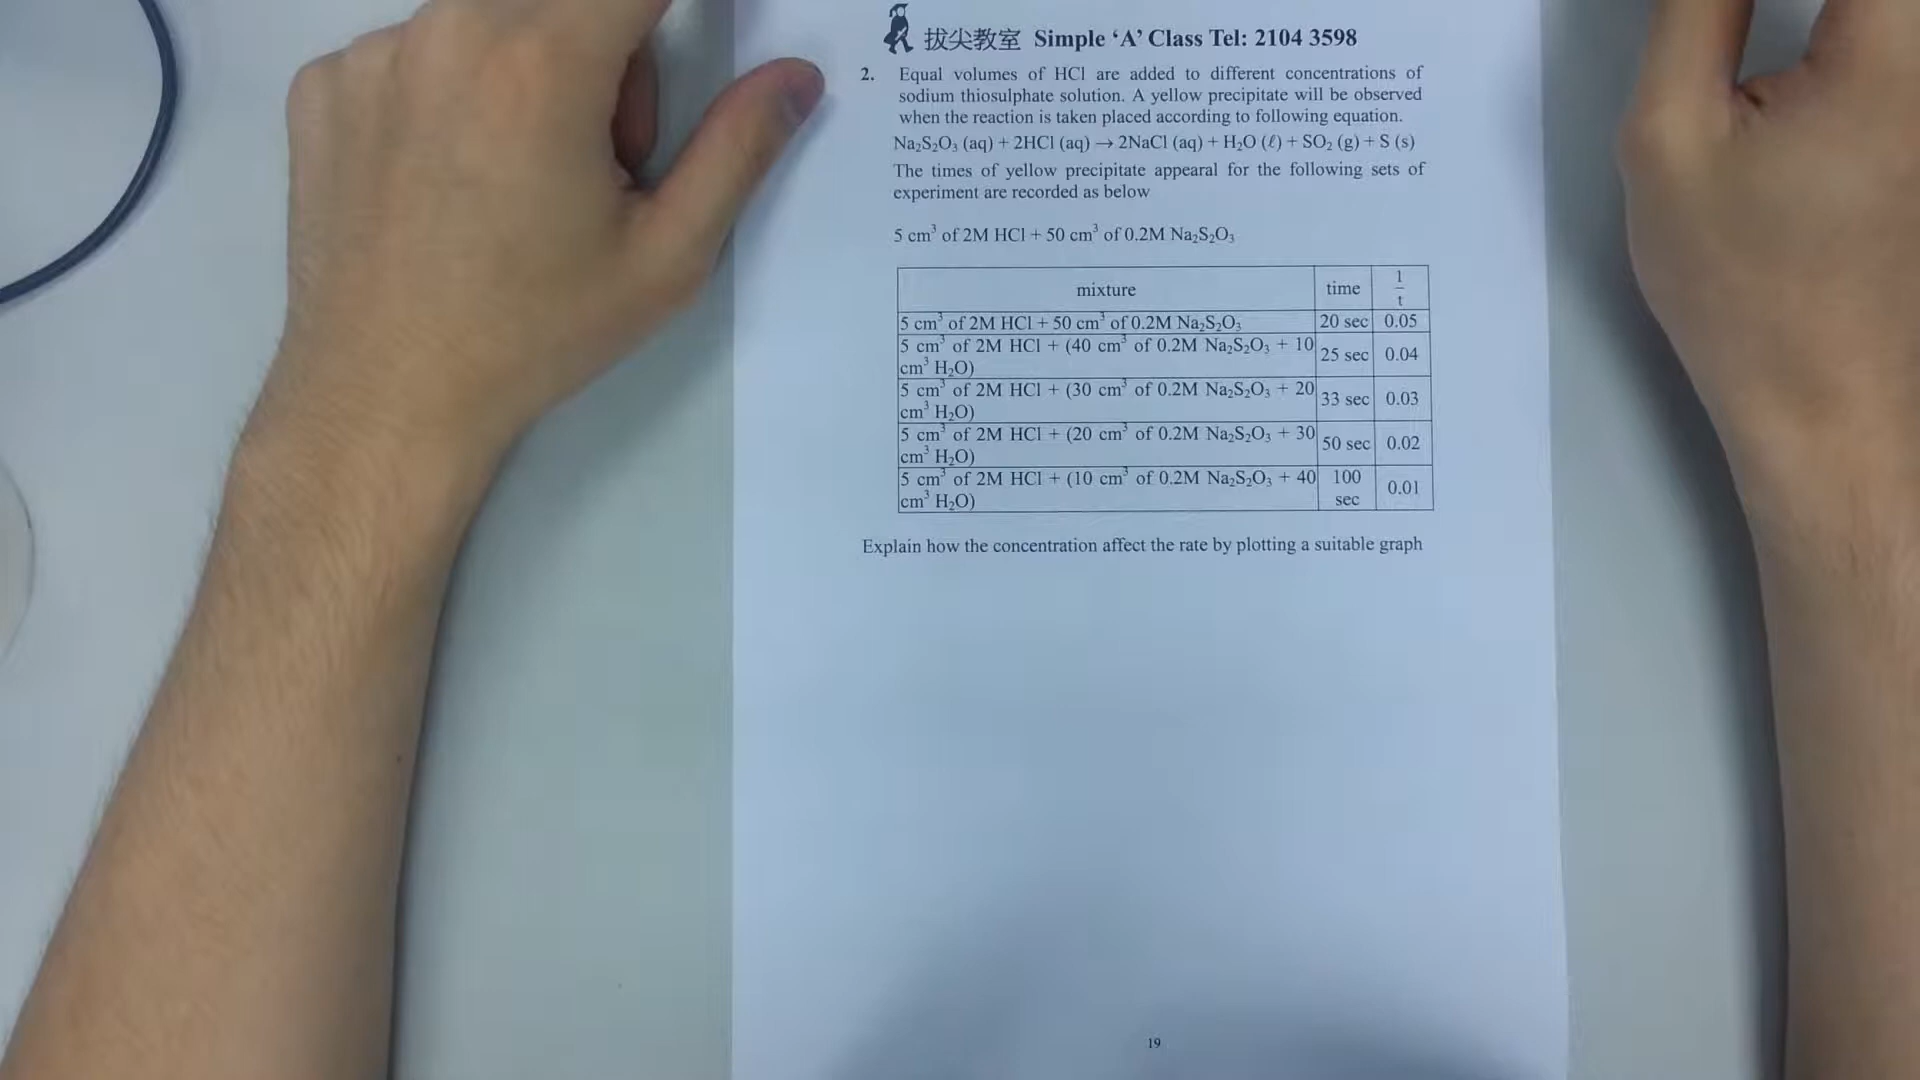 拔尖教室 Simple ‘A’ Class Tel: 2104 3598
2. Equal volumes of HCl are added to different concentrations of
sodium thiosulphate solution. A yellow precipitate will be observed
when the reaction is taken placed according to following equation.
Na₂S₂O₃ (aq) + 2HCl (aq) → 2NaCl (aq) + H₂O (ℓ) + SO₂ (g) + S (s)
The times of yellow precipitate appearal for the following sets of
experiment are recorded as below
5 cm³ of 2M HCl + 50 cm³ of 0.2M Na₂S₂O₃
mixture time 1/t
5 cm³ of 2M HCl + 50 cm³ of 0.2M Na₂S₂O₃ 20 sec 0.05
5 cm³ of 2M HCl + (40 cm³ of 0.2M Na₂S₂O₃ + 10
cm³ H₂O) 25 sec 0.04
5 cm³ of 2M HCl + (30 cm³ of 0.2M Na₂S₂O₃ + 20
cm³ H₂O) 33 sec 0.03
5 cm³ of 2M HCl + (20 cm³ of 0.2M Na₂S₂O₃ + 30
cm³ H₂O) 50 sec 0.02
5 cm³ of 2M HCl + (10 cm³ of 0.2M Na₂S₂O₃ + 40
cm³ H₂O) 100 sec 0.01
Explain how the concentration affect the rate by plotting a suitable graph
19